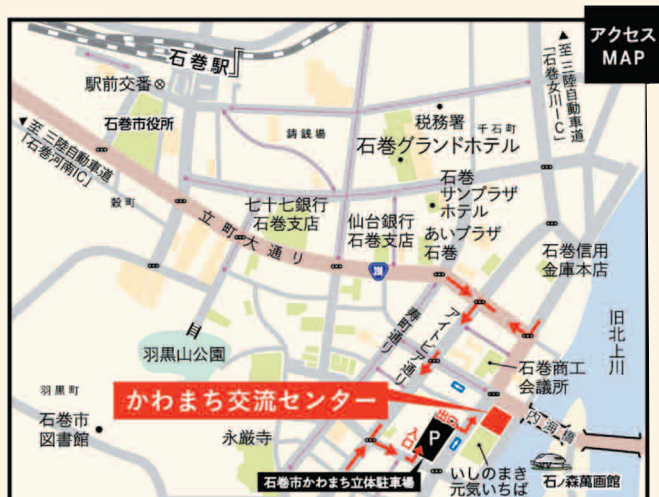 アクセス
MAP
石巻駅
駅前交番
石巻市役所
▲至 三陸自動車道
「石巻河南IC」
▲至 三陸自動車道
「石巻女川IC」
穀町
鋳銭場
税務署
千石町
石巻グランドホテル
石巻
サンプラザ
ホテル
七十七銀行
石巻支店
仙台銀行
石巻支店
あいプラザ
石巻
石巻信用
金庫本店
立町大通り
398
寿町通り
アイトピア通り
旧北上川
羽黒山公園
石巻商工
会議所
羽黒町
かわまち交流センター
石巻市
図書館
永巌寺
入口
出口
P
内海橋
いしのまき
元気いちば
石ノ森萬画館
石巻市かわまち立体駐車場